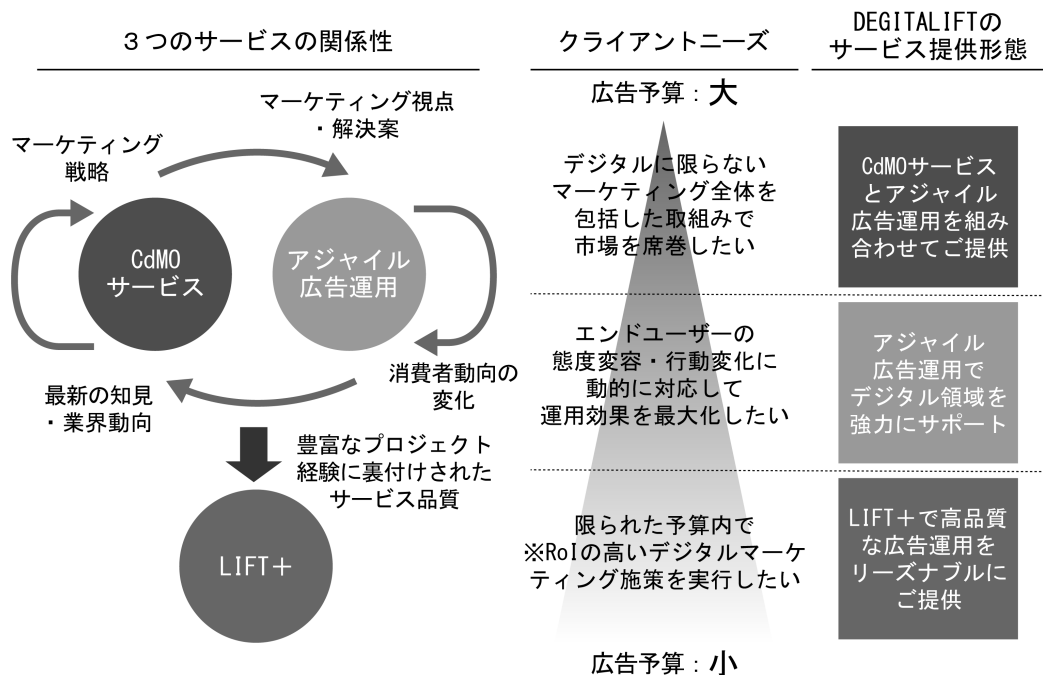 3つのサービスの関係性
マーケティング視点
・解決案
マーケティング
戦略
CdMO
サービス
アジャイル
広告運用
消費者動向の
変化
最新の知見
・業界動向
豊富なプロジェクト
経験に裏付けされた
サービス品質
LIFT＋
クライアントニーズ
広告予算：大
デジタルに限らない
マーケティング全体を
包括した取組みで
市場を席巻したい
エンドユーザーの
態度変容・行動変化に
動的に対応して
運用効果を最大化したい
限られた予算内で
※RoIの高いデジタルマーケ
ティング施策を実行したい
広告予算：小
DEGITALIFTの
サービス提供形態
CdMOサービス
とアジャイル
広告運用を組み
合わせてご提供
アジャイル
広告運用で
デジタル領域を
強力にサポート
LIFT＋で高品質
な広告運用を
リーズナブルに
ご提供